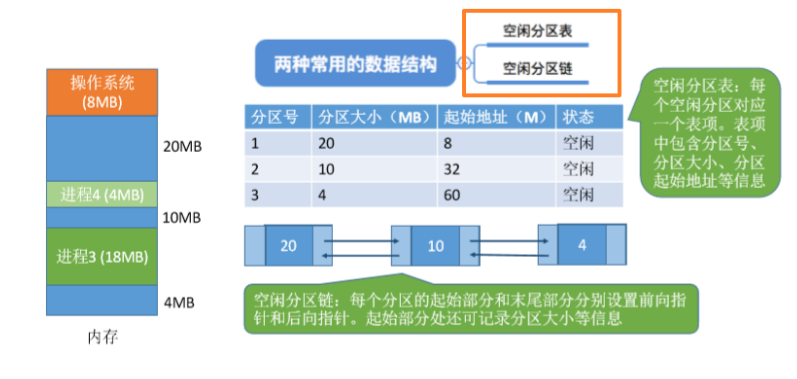 两种常用的数据结构
空闲分区表
空闲分区链
操作系统
(8MB)
20MB
进程4 (4MB)
10MB
进程3 (18MB)
4MB
内存
分区号 分区大小（MB） 起始地址（M） 状态
1 20 8 空闲
2 10 32 空闲
3 4 60 空闲
空闲分区表：每
个空闲分区对应
一个表项。表项
中包含分区号、
分区大小、分区
起始地址等信息
20 10 4
空闲分区链：每个分区的起始部分和末尾部分分别设置前向指
针和后向指针。起始部分处还可记录分区大小等信息